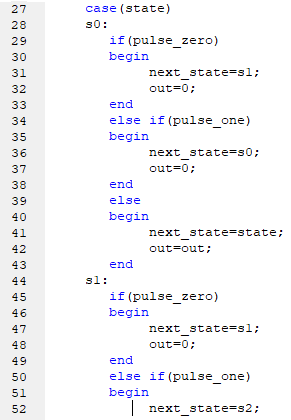 27 case(state)
28 s0:
29 if(pulse_zero)
30 begin
31 next_state=s1;
32 out=0;
33 end
34 else if(pulse_one)
35 begin
36 next_state=s0;
37 out=0;
38 end
39 else
40 begin
41 next_state=state;
42 out=out;
43 end
44 s1:
45 if(pulse_zero)
46 begin
47 next_state=s1;
48 out=0;
49 end
50 else if(pulse_one)
51 begin
52 next_state=s2;